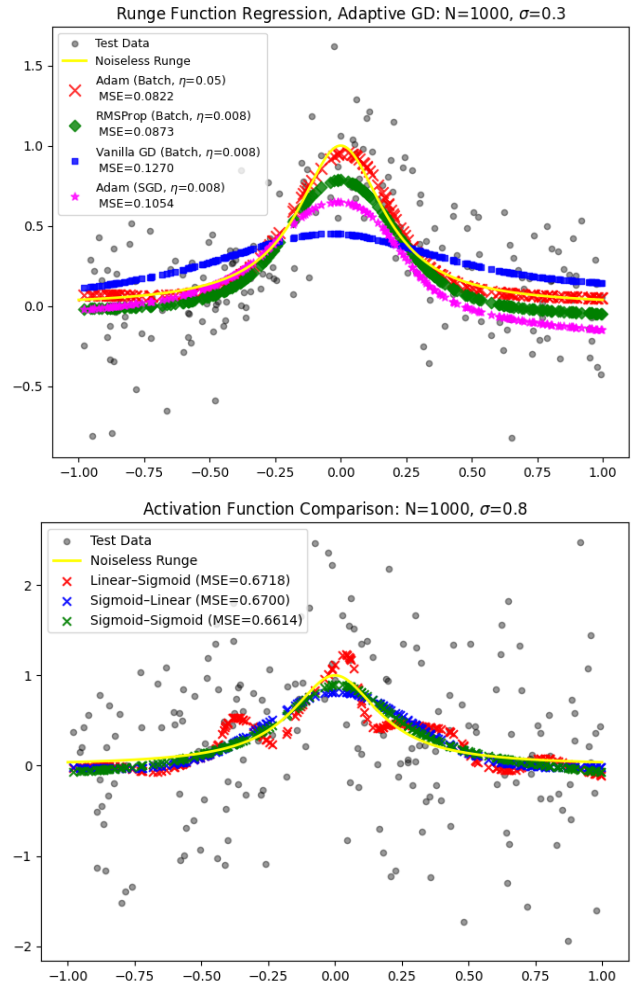 Runge Function Regression, Adaptive GD: N=1000, σ=0.3
Test Data
Noiseless Runge
Adam (Batch, η=0.05)
MSE=0.0822
RMSProp (Batch, η=0.008)
MSE=0.0873
Vanilla GD (Batch, η=0.008)
MSE=0.1270
Adam (SGD, η=0.008)
MSE=0.1054
1.5
1.0
0.5
0.0
−0.5
−1.00 −0.75 −0.50 −0.25 0.00 0.25 0.50 0.75 1.00
Activation Function Comparison: N=1000, σ=0.8
Test Data
Noiseless Runge
Linear–Sigmoid (MSE=0.6718)
Sigmoid–Linear (MSE=0.6700)
Sigmoid–Sigmoid (MSE=0.6614)
2
1
0
−1
−2
−1.00 −0.75 −0.50 −0.25 0.00 0.25 0.50 0.75 1.00